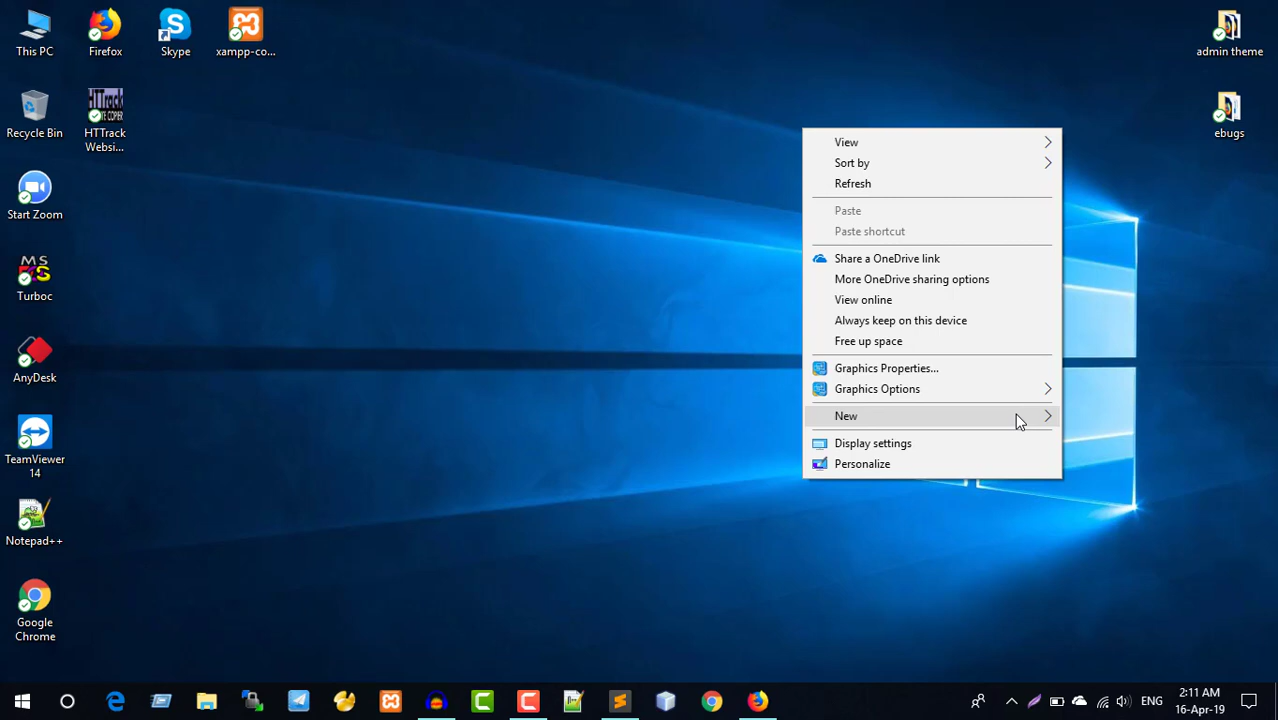 This PC
Firefox
Skype
xampp-co...
Recycle Bin
HTTrack
Websi...
Start Zoom
MS
Turboc
AnyDesk
TeamViewer
14
Notepad++
Google
Chrome
admin theme
ebugs
View
Sort by
Refresh
Paste
Paste shortcut
Share a OneDrive link
More OneDrive sharing options
View online
Always keep on this device
Free up space
Graphics Properties...
Graphics Options
New
Display settings
Personalize
ENG
2:11 AM
16-Apr-19